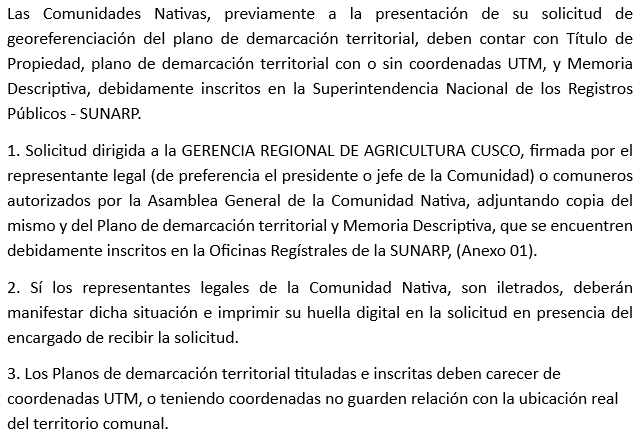 Las Comunidades Nativas, previamente a la presentación de su solicitud de
georeferenciación del plano de demarcación territorial, deben contar con Título de
Propiedad, plano de demarcación territorial con o sin coordenadas UTM, y Memoria
Descriptiva, debidamente inscritos en la Superintendencia Nacional de los Registros
Públicos - SUNARP.
1. Solicitud dirigida a la GERENCIA REGIONAL DE AGRICULTURA CUSCO, firmada por el
representante legal (de preferencia el presidente o jefe de la Comunidad) o comuneros
autorizados por la Asamblea General de la Comunidad Nativa, adjuntando copia del
mismo y del Plano de demarcación territorial y Memoria Descriptiva, que se encuentren
debidamente inscritos en la Oficinas Regístrales de la SUNARP, (Anexo 01).
2. Sí los representantes legales de la Comunidad Nativa, son iletrados, deberán
manifestar dicha situación e imprimir su huella digital en la solicitud en presencia del
encargado de recibir la solicitud.
3. Los Planos de demarcación territorial tituladas e inscritas deben carecer de
coordenadas UTM, o teniendo coordenadas no guarden relación con la ubicación real
del territorio comunal.